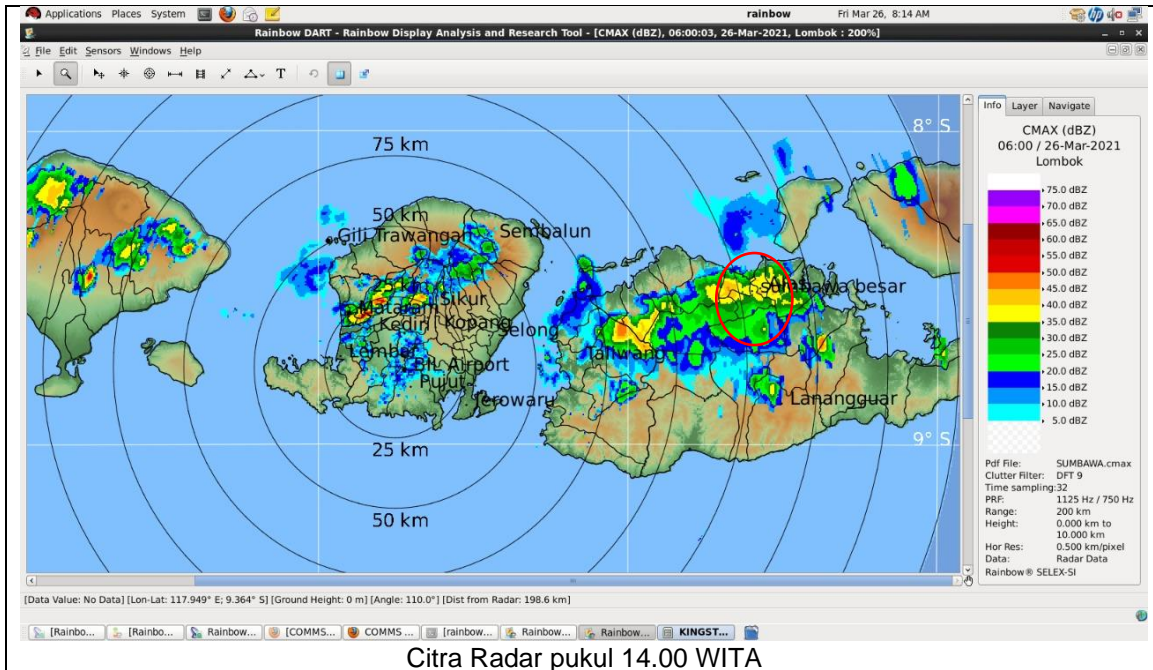 Applications Places System
rainbow
Fri Mar 26, 8:14 AM
Rainbow DART - Rainbow Display Analysis and Research Tool - [CMAX (dBZ), 06:00:03, 26-Mar-2021, Lombok : 200%]
File Edit Sensors Windows Help
T
75 km
50 km
Gili Trawangan
Sembalun
25 km
Mataram
Sikur
Kediri
Kopang
Selong
Lembar
BIL Airport
Pujut
Jerowaru
25 km
50 km
8° S
sumbawa besar
Taliwang
Lanangguar
9° S
Info Layer Navigate
CMAX (dBZ)
06:00 / 26-Mar-2021
Lombok
75.0 dBZ
70.0 dBZ
65.0 dBZ
60.0 dBZ
55.0 dBZ
50.0 dBZ
45.0 dBZ
40.0 dBZ
35.0 dBZ
30.0 dBZ
25.0 dBZ
20.0 dBZ
15.0 dBZ
10.0 dBZ
5.0 dBZ
Pdf File: SUMBAWA.cmax
Clutter Filter: DFT 9
Time sampling:32
PRF: 1125 Hz / 750 Hz
Range: 200 km
Height: 0.000 km to
10.000 km
Hor Res: 0.500 km/pixel
Data: Radar Data
Rainbow® SELEX-SI
[Data Value: No Data] [Lon-Lat: 117.949° E; 9.364° S] [Ground Height: 0 m] [Angle: 110.0°] [Dist from Radar: 198.6 km]
[Rainbo... [Rainbo... Rainbow... [COMMS... COMMS ... [rainbow... Rainbow... Rainbow... KINGST...
Citra Radar pukul 14.00 WITA